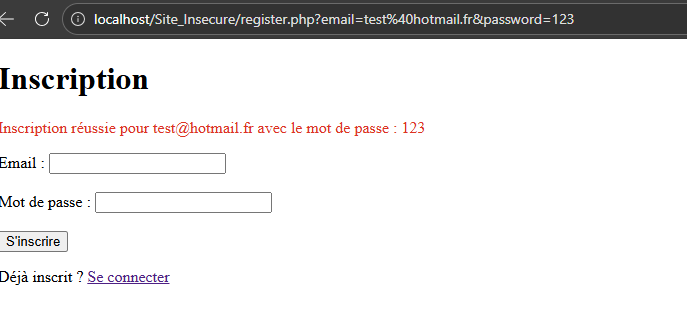 localhost/Site_Insecure/register.php?email=test%40hotmail.fr&password=123
Inscription
Inscription réussie pour test@hotmail.fr avec le mot de passe : 123
Email :
Mot de passe :
S'inscrire
Déjà inscrit ? Se connecter